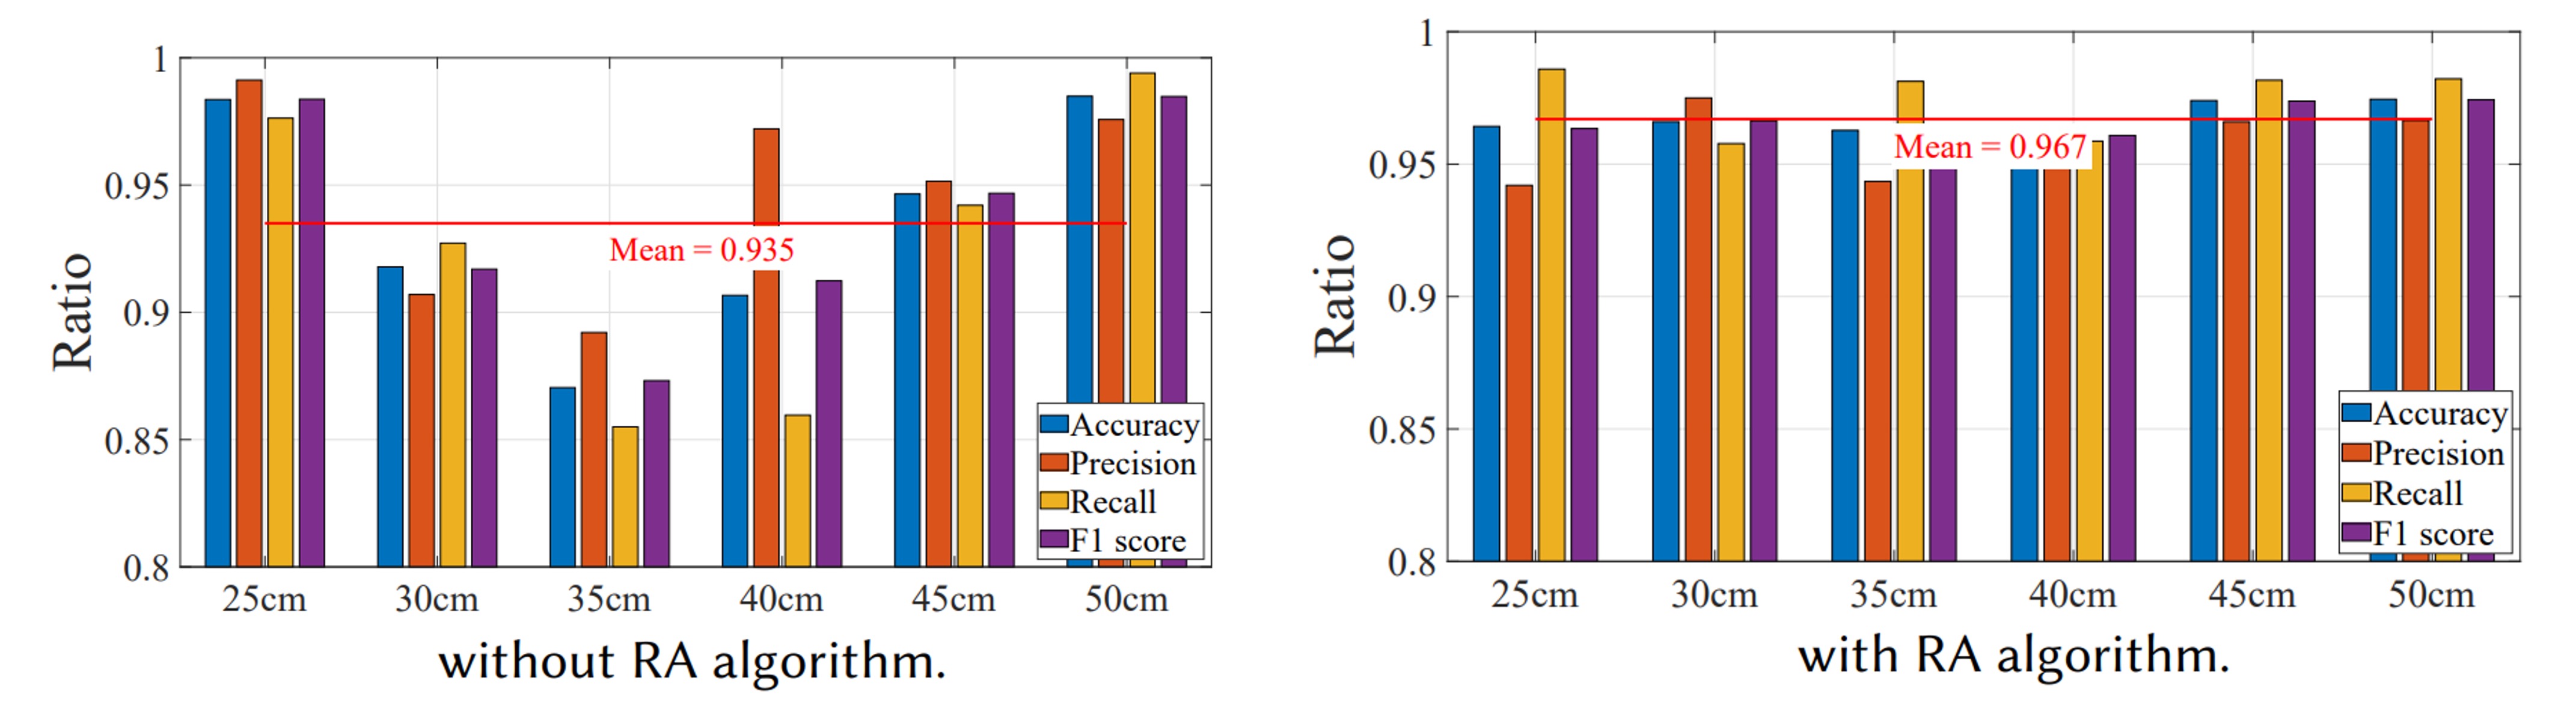 1
0.95
0.9
0.85
0.8
Ratio
Mean = 0.935
Accuracy
Precision
Recall
F1 score
25cm 30cm 35cm 40cm 45cm 50cm
without RA algorithm.
1
0.95
0.9
0.85
0.8
Ratio
Mean = 0.967
Accuracy
Precision
Recall
F1 score
25cm 30cm 35cm 40cm 45cm 50cm
with RA algorithm.